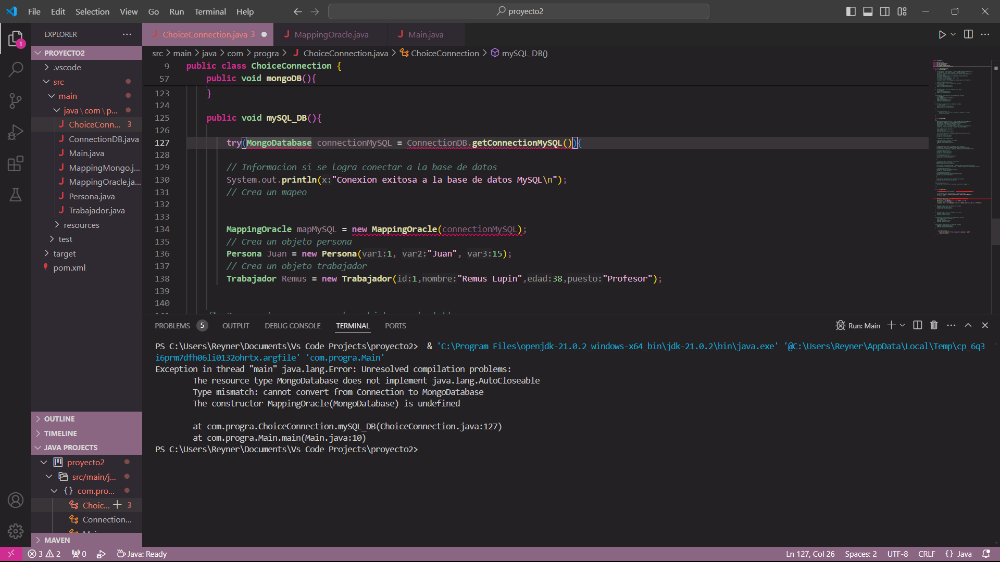 File Edit Selection View Go Run Terminal Help
proyecto2
EXPLORER
PROYECTO2
.vscode
src
main
java\com\p...
ChoiceConn... 3
ConnectionDB.java
Main.java
MappingMongo.j...
MappingOracle.ja...
Persona.java
Trabajador.java
resources
test
target
pom.xml
OUTLINE
TIMELINE
JAVA PROJECTS
proyecto2
src/main/j...
com.pro...
Choic... 3
Connection...
MAVEN
ChoiceConnection.java 3
MappingOracle.java
Main.java
src > main > java > com > progra > ChoiceConnection.java > ChoiceConnection > mySQL_DB()
9 public class ChoiceConnection {
57 public void mongoDB(){
123 }
124
125 public void mySQL_DB(){
126
127 try(MongoDatabase connectionMySQL = ConnectionDB.getConnectionMySQL()){
128
129 // Informacion si se logra conectar a la base de datos
130 System.out.println(x:"Conexion exitosa a la base de datos MySQL\n");
131 // Crea un mapeo
132
133
134 MappingOracle mapMySQL = new MappingOracle(connectionMySQL);
135 // Crea un objeto persona
136 Persona Juan = new Persona(var1:1, var2:"Juan", var3:15);
137 // Crea un objeto trabajador
138 Trabajador Remus = new Trabajador(id:1,nombre:"Remus Lupin",edad:38,puesto:"Profesor");
139
140
PROBLEMS 5 OUTPUT DEBUG CONSOLE TERMINAL PORTS
Run: Main
PS C:\Users\Reyner\Documents\Vs Code Projects\proyecto2> & 'C:\Program Files\openjdk-21.0.2_windows-x64_bin\jdk-21.0.2\bin\java.exe' '@C:\Users\Reyner\AppData\Local\Temp\cp_6q3
i6prm7dfh06li0132ohrtx.argfile' 'com.progra.Main'
Exception in thread "main" java.lang.Error: Unresolved compilation problems:
The resource type MongoDatabase does not implement java.lang.AutoCloseable
Type mismatch: cannot convert from Connection to MongoDatabase
The constructor MappingOracle(MongoDatabase) is undefined
at com.progra.ChoiceConnection.mySQL_DB(ChoiceConnection.java:127)
at com.progra.Main.main(Main.java:10)
PS C:\Users\Reyner\Documents\Vs Code Projects\proyecto2>
3 2 0 Java: Ready
Ln 127, Col 26 Spaces: 2 UTF-8 CRLF {} Java
1